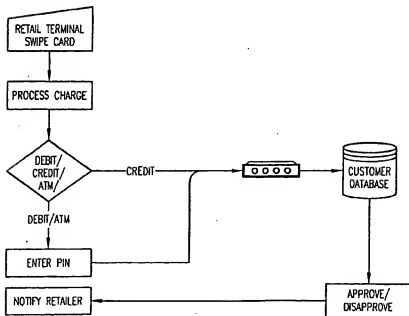 RETAIL TERMINAL
SWIPE CARD
PROCESS CHARGE
DEBIT/
CREDIT/
ATM/
CREDIT
CUSTOMER
DATABASE
DEBIT/ATM
ENTER PIN
NOTIFY RETAILER
APPROVE/
DISAPPROVE